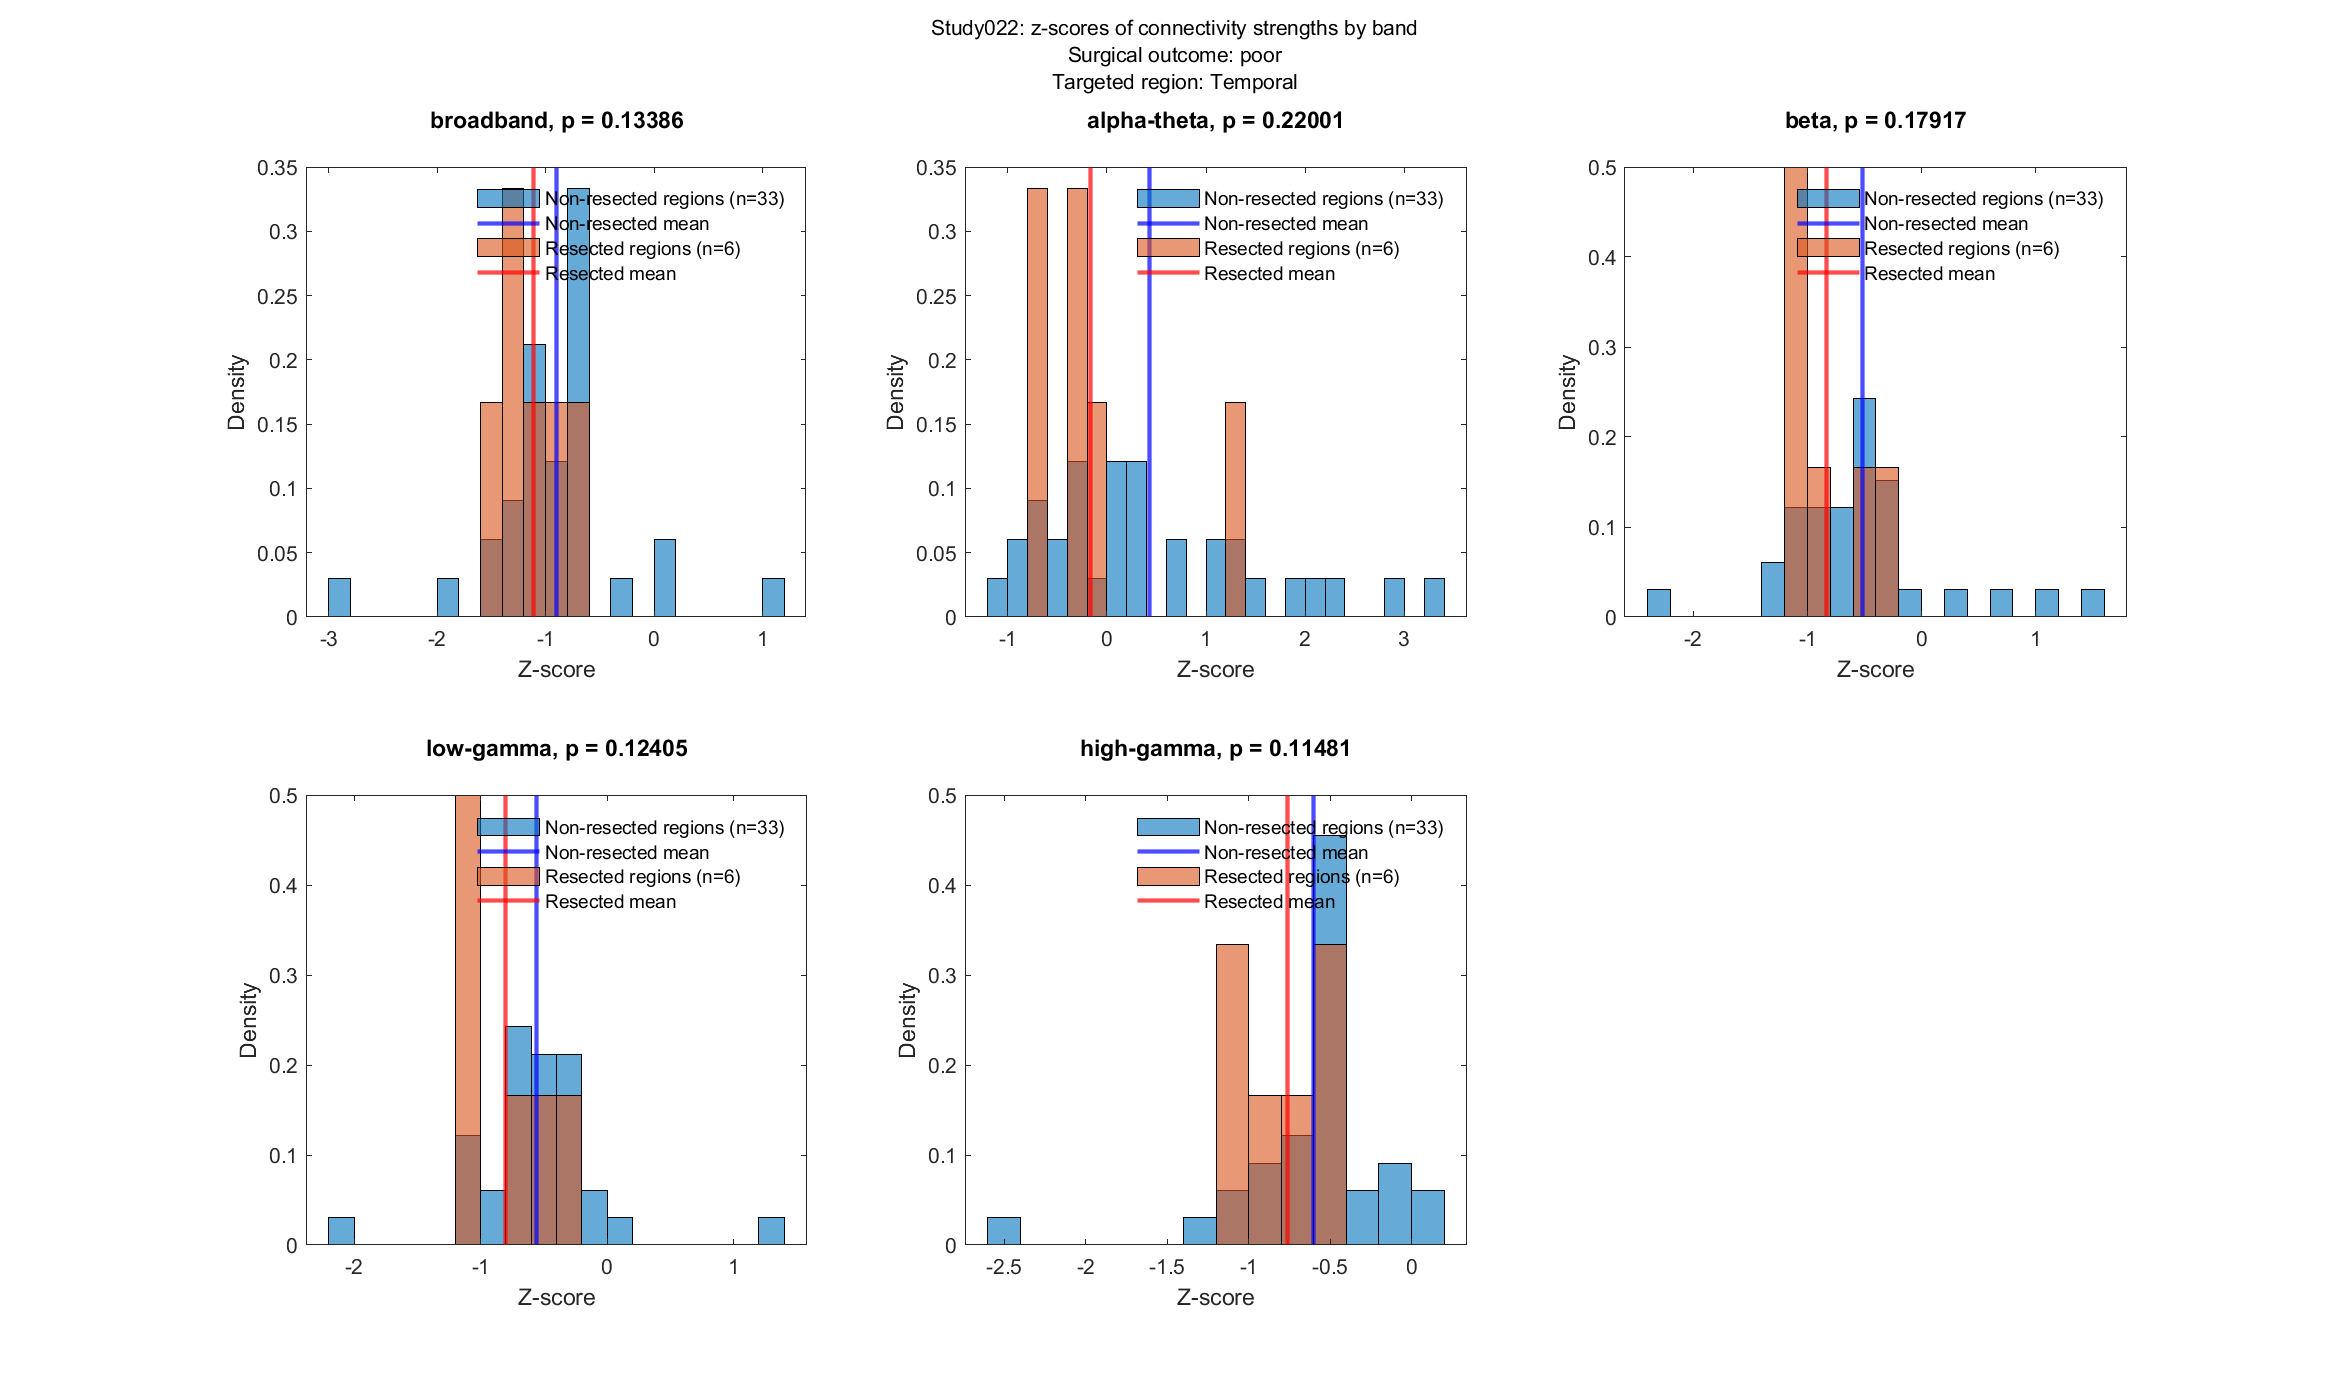 Study022: z-scores of connectivity strengths by band
Surgical outcome: poor
Targeted region: Temporal
broadband, p = 0.13386
0.35
0.3
0.25
0.2
0.15
0.1
0.05
0
Density
Non-resected regions (n=33)
Non-resected mean
Resected regions (n=6)
Resected mean
-3 -2 -1 0 1
Z-score
alpha-theta, p = 0.22001
0.35
0.3
0.25
0.2
0.15
0.1
0.05
0
Density
Non-resected regions (n=33)
Non-resected mean
Resected regions (n=6)
Resected mean
-1 0 1 2 3
Z-score
beta, p = 0.17917
0.5
0.4
0.3
0.2
0.1
0
Density
Non-resected regions (n=33)
Non-resected mean
Resected regions (n=6)
Resected mean
-2 -1 0 1
Z-score
low-gamma, p = 0.12405
0.5
0.4
0.3
0.2
0.1
0
Density
Non-resected regions (n=33)
Non-resected mean
Resected regions (n=6)
Resected mean
-2 -1 0 1
Z-score
high-gamma, p = 0.11481
0.5
0.4
0.3
0.2
0.1
0
Density
Non-resected regions (n=33)
Non-resected mean
Resected regions (n=6)
Resected mean
-2.5 -2 -1.5 -1 -0.5 0
Z-score